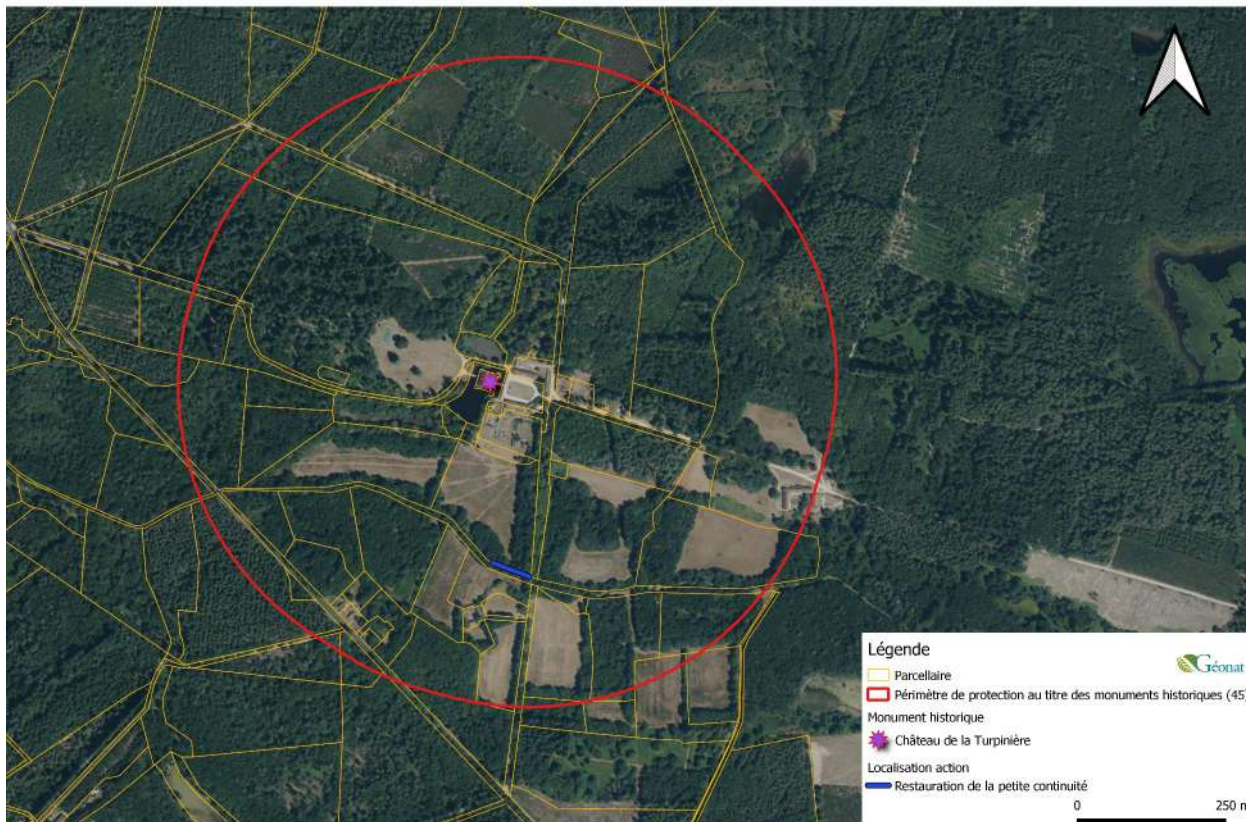 Légende
Géonat
Parcellaire
Périmètre de protection au titre des monuments historiques (45)
Monument historique
Château de la Turpinière
Localisation action
Restauration de la petite continuité
0 250 m